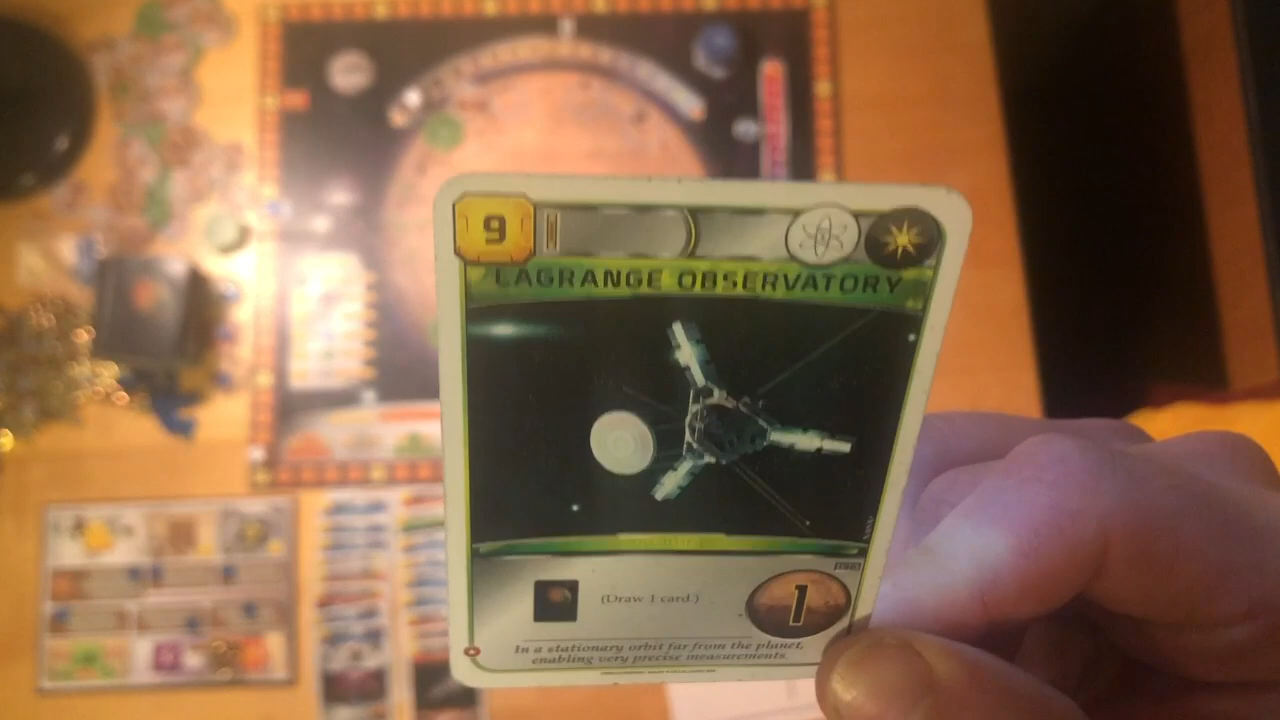 9
LAGRANGE OBSERVATORY
(Draw 1 card.)
1
In a stationary orbit far from the planet,
enabling very precise measurements.